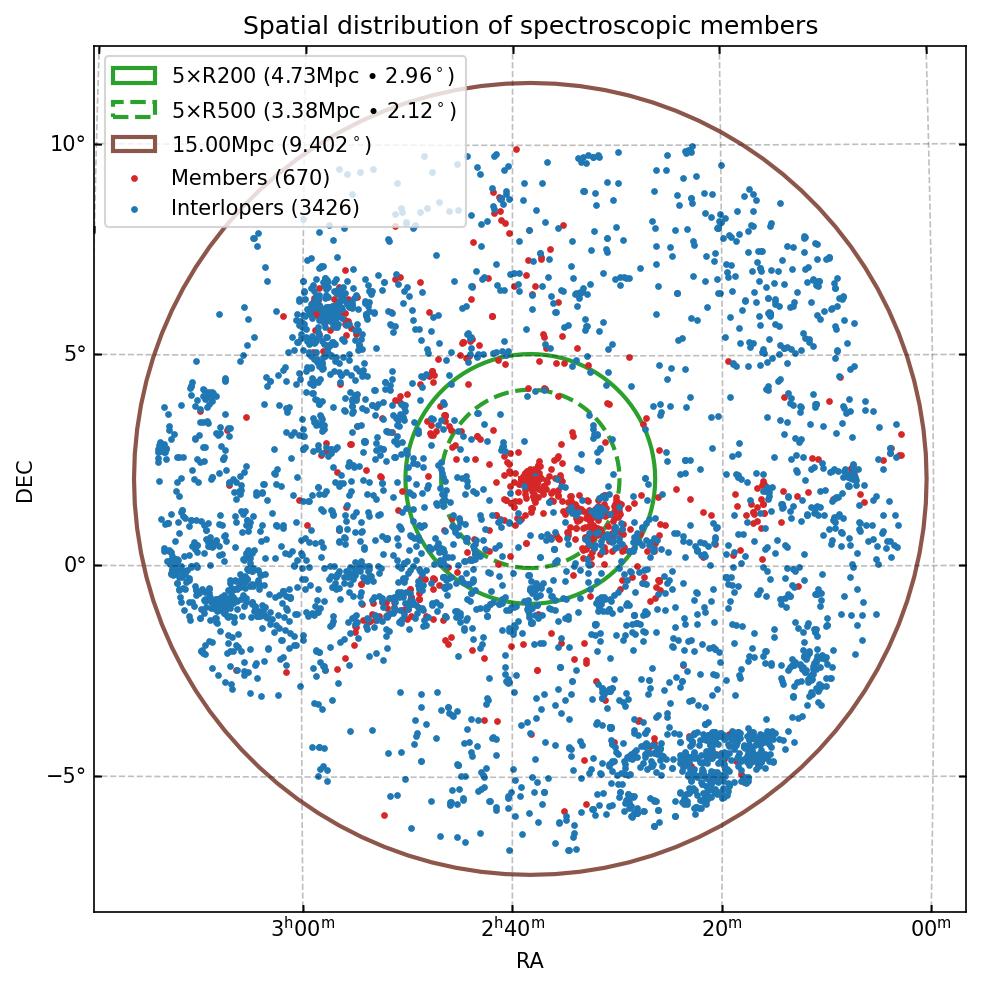 Spatial distribution of spectroscopic members
5×R200 (4.73Mpc • 2.96°)
5×R500 (3.38Mpc • 2.12°)
15.00Mpc (9.402°)
Members (670)
Interlopers (3426)
10°
5°
0°
−5°
DEC
3ʰ00ᵐ
2ʰ40ᵐ
20ᵐ
00ᵐ
RA